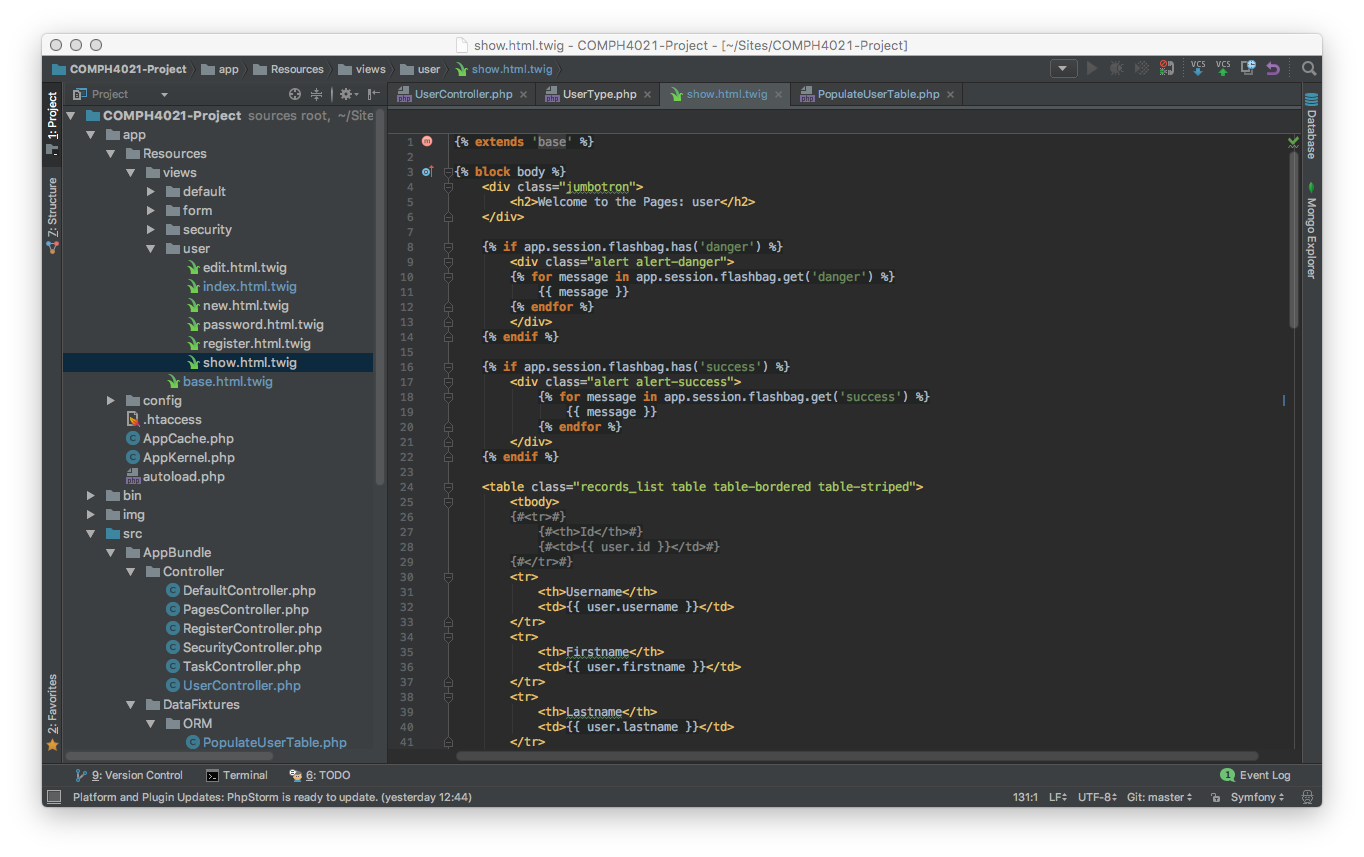 show.html.twig - COMPH4021-Project - [~/Sites/COMPH4021-Project]
COMPH4021-Project app Resources views user show.html.twig
VCS VCS
Project
UserController.php UserType.php show.html.twig PopulateUserTable.php
1: Project
7: Structure
2: Favorites
COMPH4021-Project sources root, ~/Site
app
Resources
views
default
form
security
user
edit.html.twig
index.html.twig
new.html.twig
password.html.twig
register.html.twig
show.html.twig
base.html.twig
config
.htaccess
AppCache.php
AppKernel.php
autoload.php
bin
img
src
AppBundle
Controller
DefaultController.php
PagesController.php
RegisterController.php
SecurityController.php
TaskController.php
UserController.php
DataFixtures
ORM
PopulateUserTable.php
1 {% extends 'base' %}
2
3 {% block body %}
4 <div class="jumbotron">
5 <h2>Welcome to the Pages: user</h2>
6 </div>
7
8 {% if app.session.flashbag.has('danger') %}
9 <div class="alert alert-danger">
10 {% for message in app.session.flashbag.get('danger') %}
11 {{ message }}
12 {% endfor %}
13 </div>
14 {% endif %}
15
16 {% if app.session.flashbag.has('success') %}
17 <div class="alert alert-success">
18 {% for message in app.session.flashbag.get('success') %}
19 {{ message }}
20 {% endfor %}
21 </div>
22 {% endif %}
23
24 <table class="records_list table table-bordered table-striped">
25 <tbody>
26 {#<tr>#}
27 {#<th>Id</th>#}
28 {#<td>{{ user.id }}</td>#}
29 {#</tr>#}
30 <tr>
31 <th>Username</th>
32 <td>{{ user.username }}</td>
33 </tr>
34 <tr>
35 <th>Firstname</th>
36 <td>{{ user.firstname }}</td>
37 </tr>
38 <tr>
39 <th>Lastname</th>
40 <td>{{ user.lastname }}</td>
41 </tr>
Database
Mongo Explorer
9: Version Control Terminal 6: TODO 1 Event Log
Platform and Plugin Updates: PhpStorm is ready to update. (yesterday 12:44) 131:1 LF UTF-8 Git: master Symfony